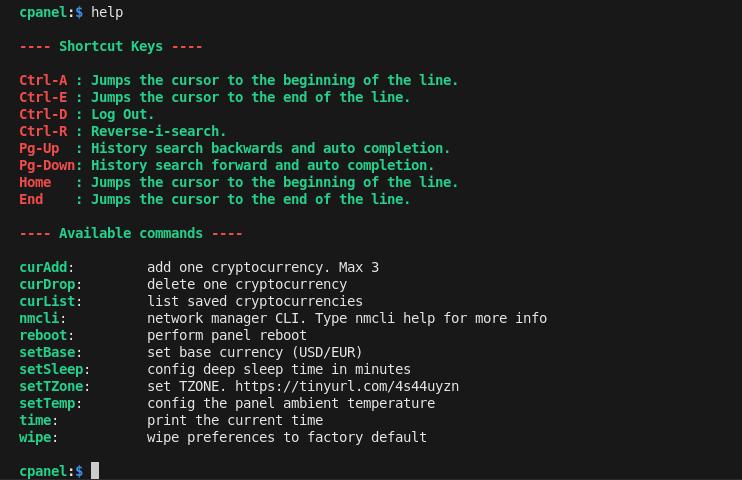 cpanel:$ help
---- Shortcut Keys ----
Ctrl-A : Jumps the cursor to the beginning of the line.
Ctrl-E : Jumps the cursor to the end of the line.
Ctrl-D : Log Out.
Ctrl-R : Reverse-i-search.
Pg-Up  : History search backwards and auto completion.
Pg-Down: History search forward and auto completion.
Home   : Jumps the cursor to the beginning of the line.
End    : Jumps the cursor to the end of the line.
---- Available commands ----
curAdd:         add one cryptocurrency. Max 3
curDrop:        delete one cryptocurrency
curList:        list saved cryptocurrencies
nmcli:          network manager CLI. Type nmcli help for more info
reboot:         perform panel reboot
setBase:        set base currency (USD/EUR)
setSleep:       config deep sleep time in minutes
setTZone:       set TZONE. https://tinyurl.com/4s44uyzn
setTemp:        config the panel ambient temperature
time:           print the current time
wipe:           wipe preferences to factory default
cpanel:$